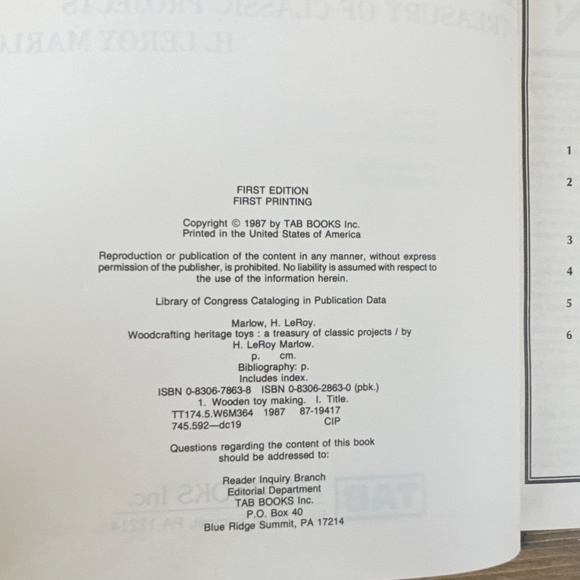 FIRST EDITION
FIRST PRINTING
Copyright © 1987 by TAB BOOKS Inc.
Printed in the United States of America
Reproduction or publication of the content in any manner, without express
permission of the publisher, is prohibited. No liability is assumed with respect to
the use of the information herein.
Library of Congress Cataloging in Publication Data
Marlow, H. LeRoy.
Woodcrafting heritage toys : a treasury of classic projects / by
H. LeRoy Marlow.
p. cm.
Bibliography: p.
Includes index.
ISBN 0-8306-7863-8 ISBN 0-8306-2863-0 (pbk.)
1. Wooden toy making. I. Title.
TT174.5.W6M364 1987 87-19417
745.592—dc19 CIP
Questions regarding the content of this book
should be addressed to:
Reader Inquiry Branch
Editorial Department
TAB BOOKS Inc.
P.O. Box 40
Blue Ridge Summit, PA 17214
1
2
3
4
5
6